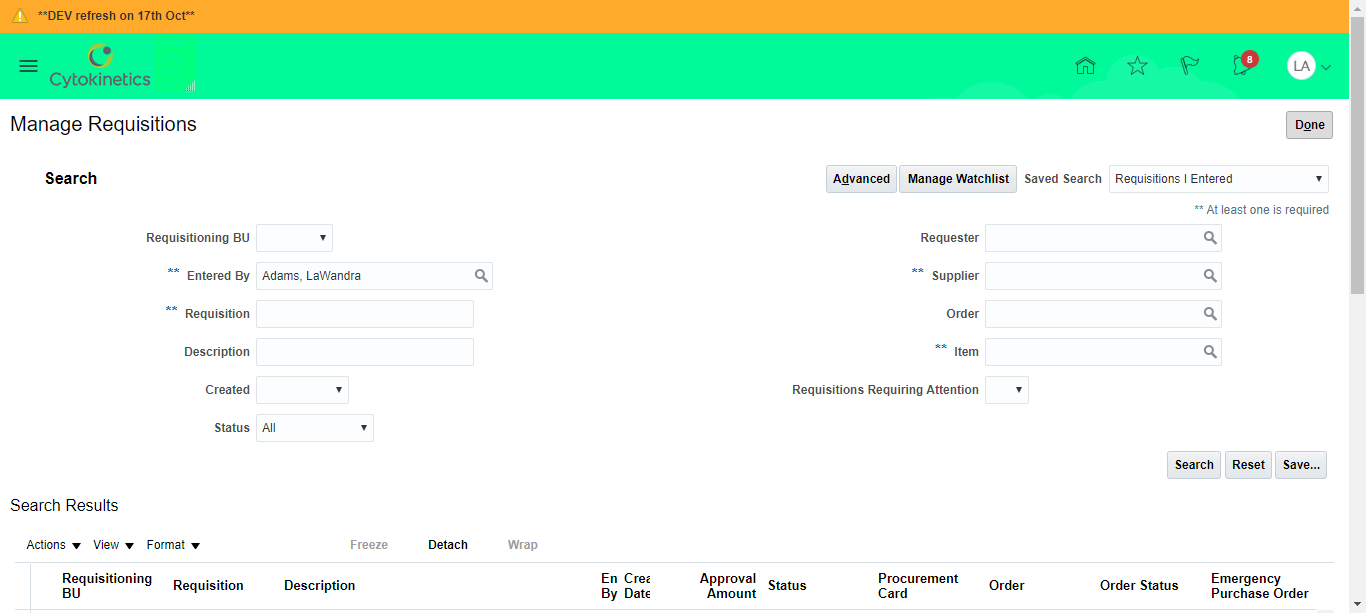 **DEV refresh on 17th Oct**
Cytokinetics
8
LA
Manage Requisitions
Done
Search
Advanced
Manage Watchlist
Saved Search
Requisitions I Entered
** At least one is required
Requisitioning BU
Requester
** Entered By
Adams, LaWandra
** Supplier
** Requisition
Order
Description
** Item
Created
Requisitions Requiring Attention
Status
All
Search
Reset
Save...
Search Results
Actions
View
Format
Freeze
Detach
Wrap
Requisitioning
BU
Requisition
Description
En
By
Crea
Date
Approval
Amount
Status
Procurement
Card
Order
Order Status
Emergency
Purchase Order